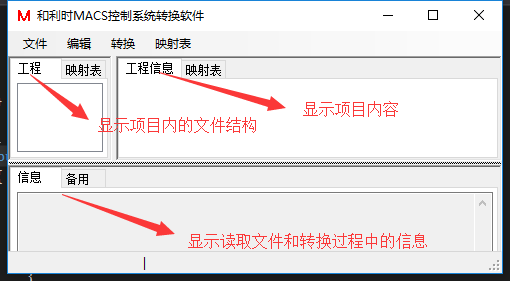 和利时MACS控制系统转换软件
文件 编辑 转换 映射表
工程 映射表 工程信息 映射表
显示项目内容
显示项目内的文件结构
信息 备用
显示读取文件和转换过程中的信息